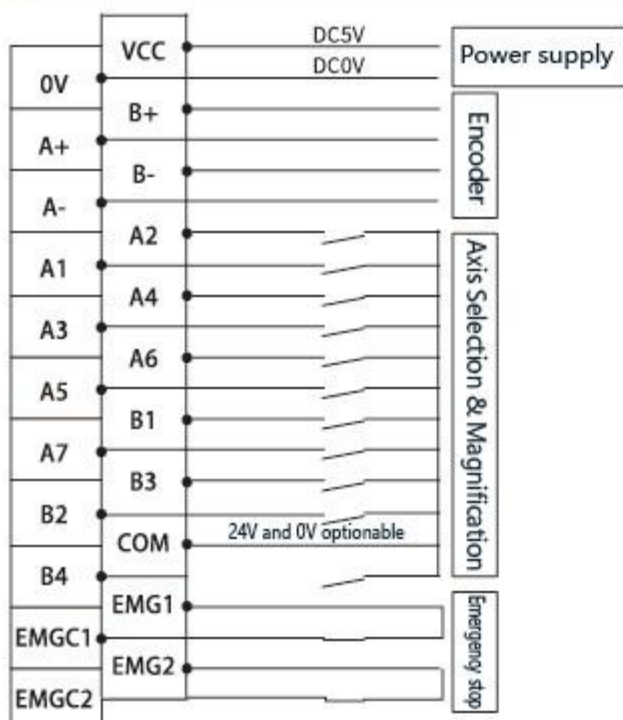 VCC
DC5V
Power supply
0V
DC0V
B+
Encoder
A+
B-
A-
A2
Axis Selection & Magnification
A1
A4
A3
A6
A5
B1
A7
B3
B2
24V and 0V optionable
COM
B4
EMG1
Emergency stop
EMGC1
EMG2
EMGC2